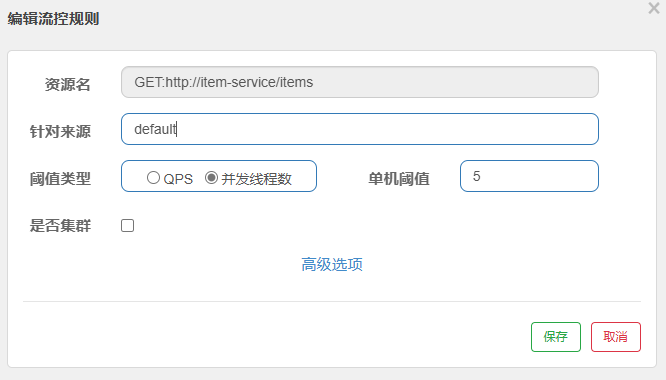 编辑流控规则
×
资源名 GET:http://item-service/items
针对来源 default
阈值类型 QPS 并发线程数 单机阈值 5
是否集群
高级选项
保存 取消